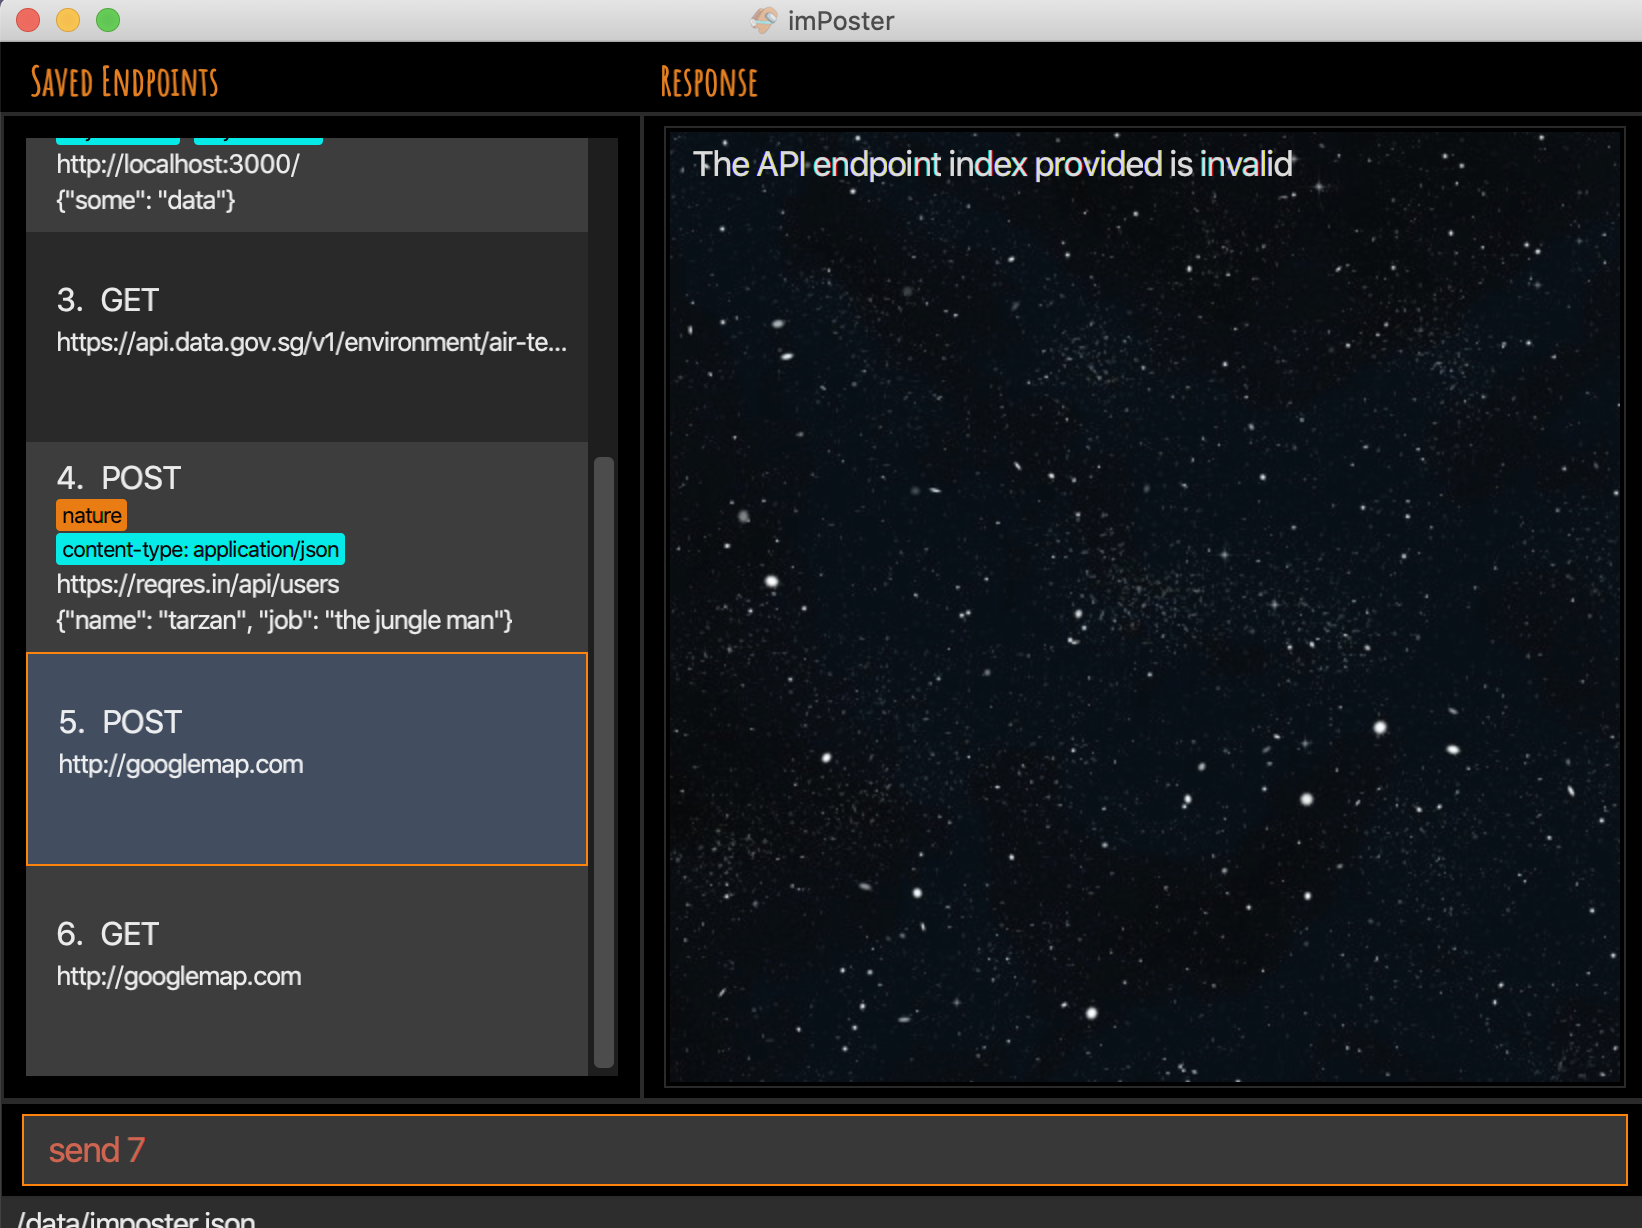 imPoster
Saved Endpoints
Response
http://localhost:3000/
{"some": "data"}
3. GET
https://api.data.gov.sg/v1/environment/air-te...
4. POST
nature
content-type: application/json
https://reqres.in/api/users
{"name": "tarzan", "job": "the jungle man"}
5. POST
http://googlemap.com
6. GET
http://googlemap.com
The API endpoint index provided is invalid
send 7
/data/imposter.json